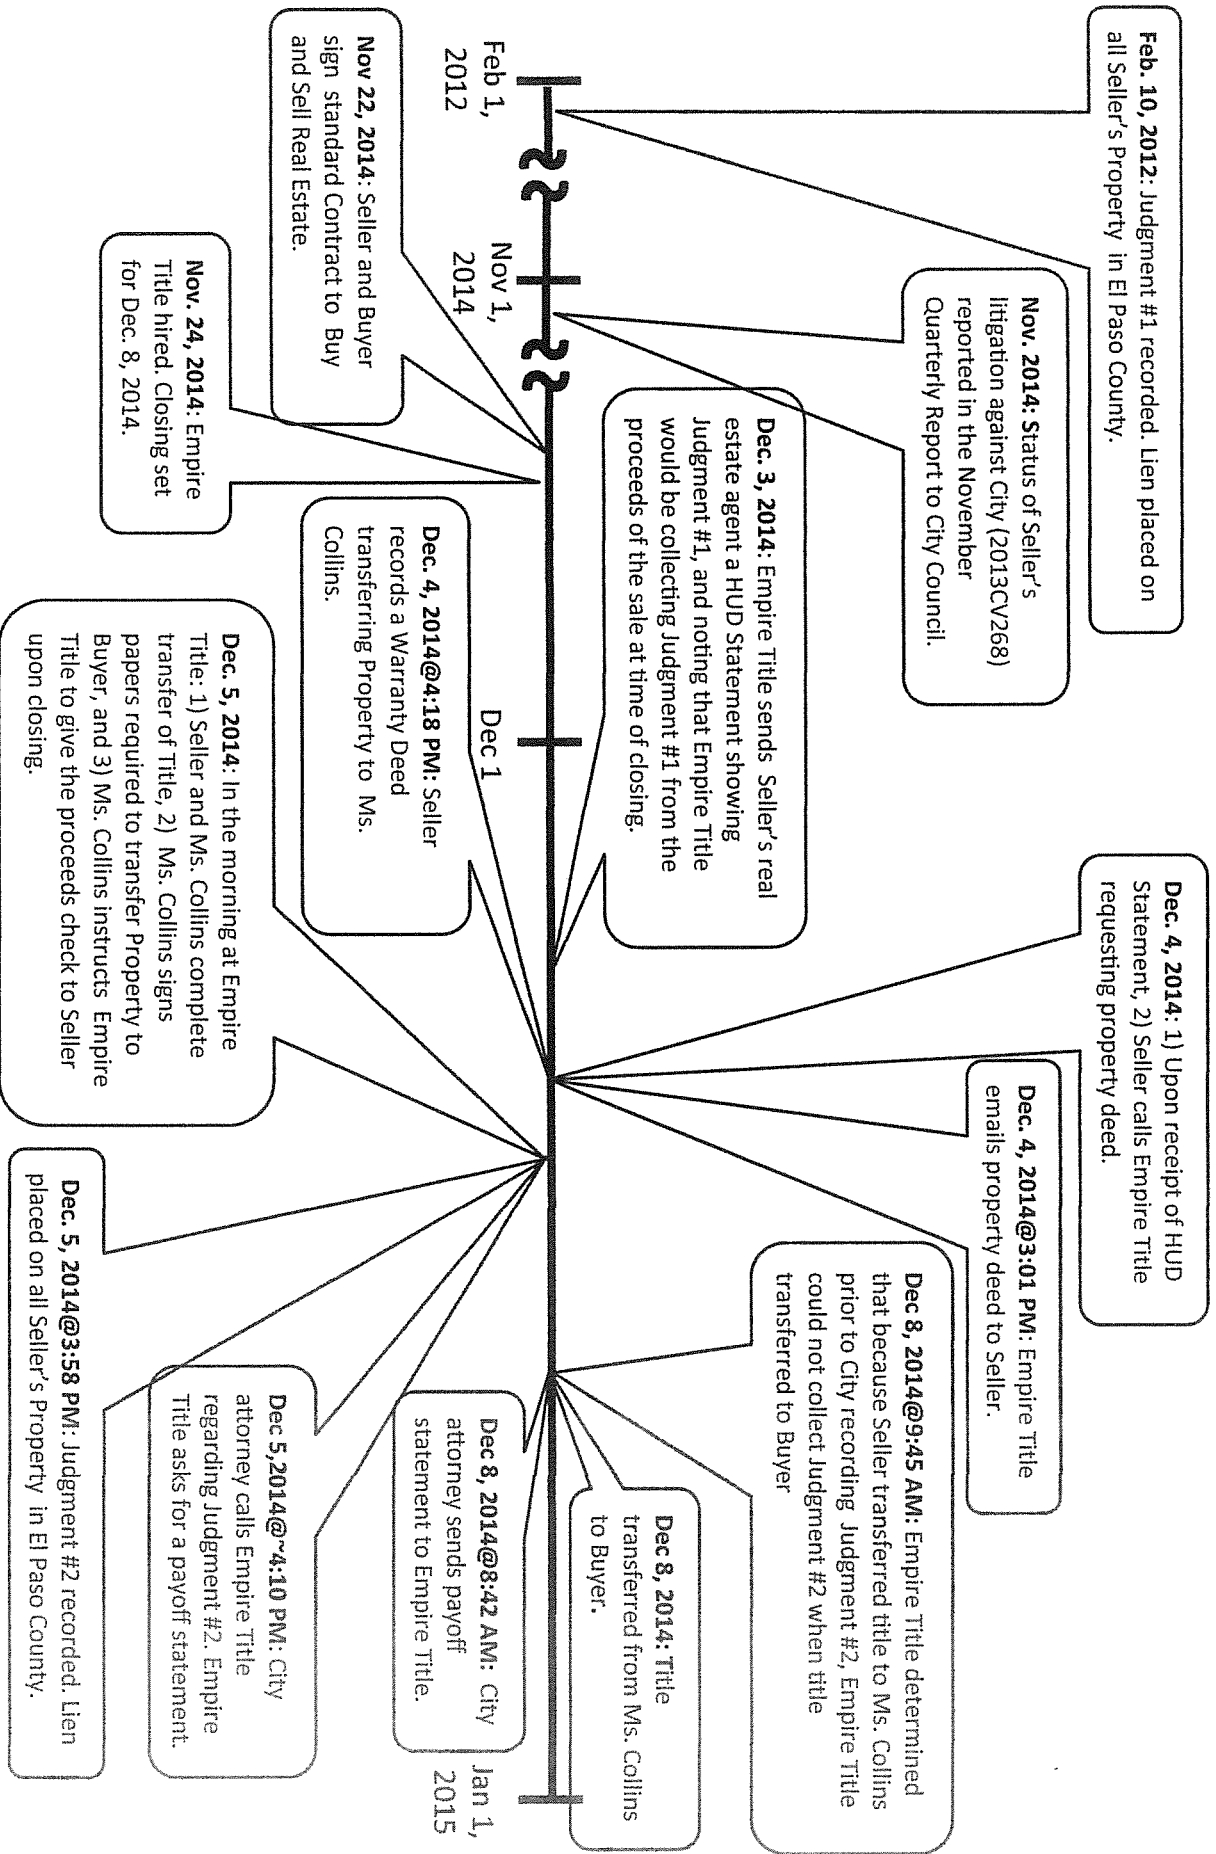 Feb. 10, 2012: Judgment #1 recorded. Lien placed on
all Seller's Property in El Paso County.
Nov. 2014: Status of Seller's
litigation against City (2013CV268)
reported in the November
Quarterly Report to City Council.
Dec. 3, 2014: Empire Title sends Seller's real
estate agent a HUD Statement showing
Judgment #1, and noting that Empire Title
would be collecting Judgment #1 from the
proceeds of the sale at time of closing.
Dec. 4, 2014: 1) Upon receipt of HUD
Statement, 2) Seller calls Empire Title
requesting property deed.
Dec. 4, 2014@3:01 PM: Empire Title
emails property deed to Seller.
Dec 8, 2014@9:45 AM: Empire Title determined
that because Seller transferred title to Ms. Collins
prior to City recording Judgment #2, Empire Title
could not collect Judgment #2 when title
transferred to Buyer
Dec 8, 2014: Title
transferred from Ms. Collins
to Buyer.
Feb 1,
2012
Nov 1,
2014
Dec 1
Jan 1,
2015
Nov 22, 2014: Seller and Buyer
sign standard Contract to Buy
and Sell Real Estate.
Nov. 24, 2014: Empire
Title hired. Closing set
for Dec. 8, 2014.
Dec. 4, 2014@4:18 PM: Seller
records a Warranty Deed
transferring Property to Ms.
Collins.
Dec. 5, 2014: In the morning at Empire
Title: 1) Seller and Ms. Collins complete
transfer of Title, 2) Ms. Collins signs
papers required to transfer Property to
Buyer, and 3) Ms. Collins instructs Empire
Title to give the proceeds check to Seller
upon closing.
Dec 8, 2014@8:42 AM: City
attorney sends payoff
statement to Empire Title.
Dec 5,2014@~4:10 PM: City
attorney calls Empire Title
regarding Judgment #2. Empire
Title asks for a payoff statement.
Dec. 5, 2014@3:58 PM: Judgment #2 recorded. Lien
placed on all Seller's Property in El Paso County.